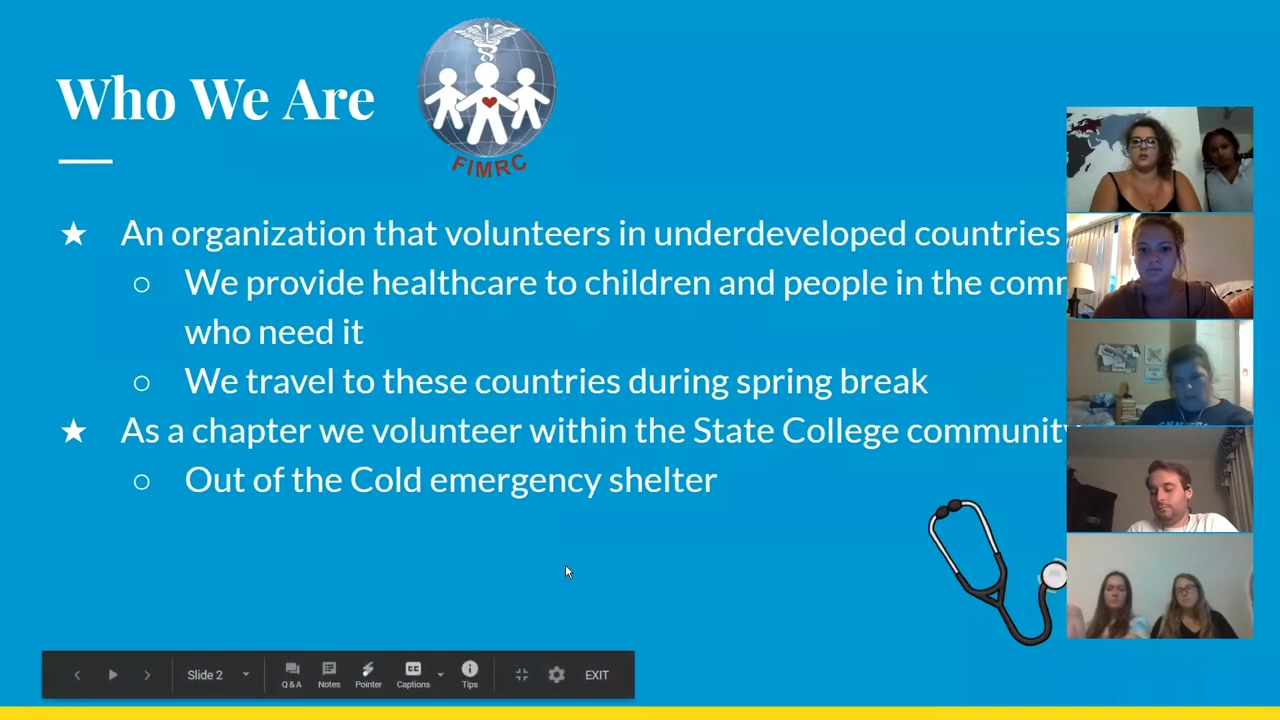 Who We Are
FIMRC
★ An organization that volunteers in underdeveloped countries
○ We provide healthcare to children and people in the
who need it
○ We travel to these countries during spring break
★ As a chapter we volunteer within the State College community
○ Out of the Cold emergency shelter
Slide 2
Q & A Notes Pointer Captions Tips EXIT
CC